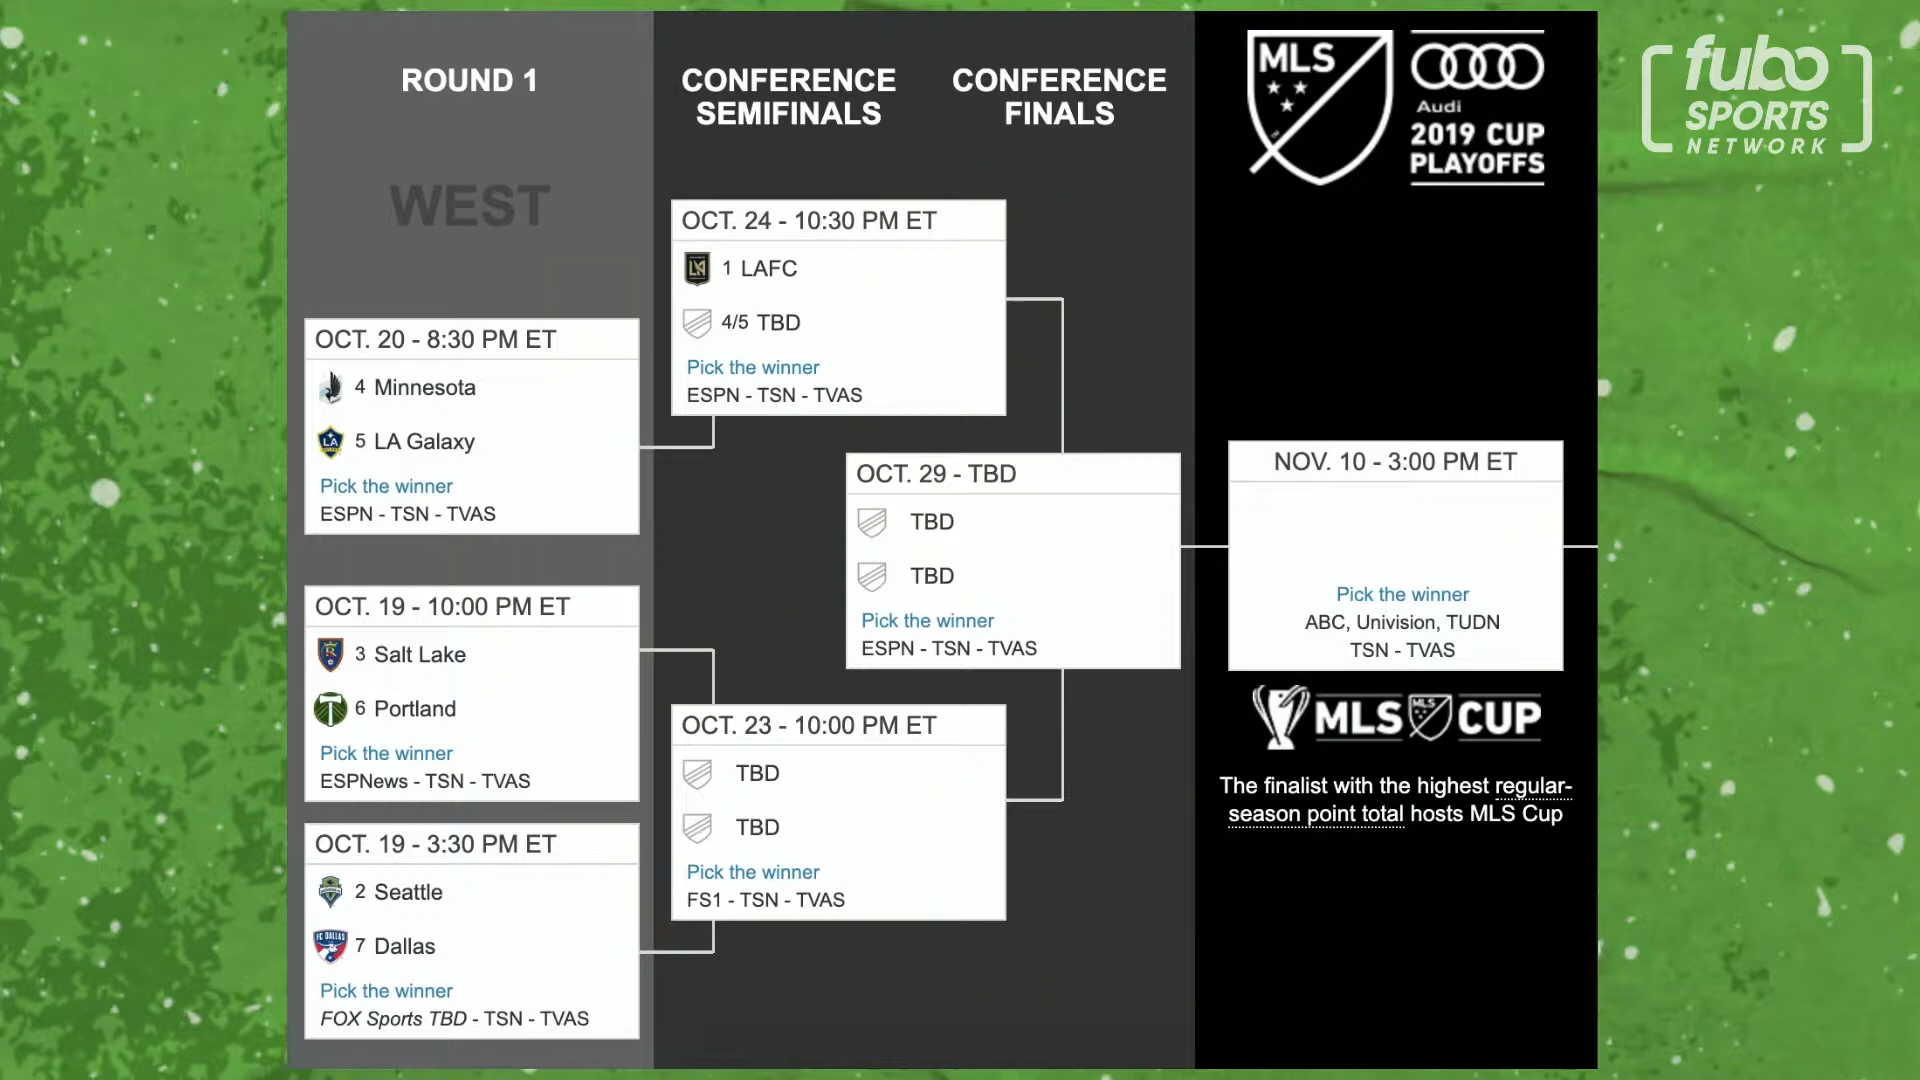 ROUND 1
WEST
OCT. 20 - 8:30 PM ET
4 Minnesota
LA
5 LA Galaxy
Pick the winner
ESPN - TSN - TVAS
OCT. 19 - 10:00 PM ET
3 Salt Lake
6 Portland
Pick the winner
ESPNews - TSN - TVAS
OCT. 19 - 3:30 PM ET
2 Seattle
FC DALLAS
7 Dallas
Pick the winner
FOX Sports TBD - TSN - TVAS
CONFERENCE
SEMIFINALS
OCT. 24 - 10:30 PM ET
LA
1 LAFC
4/5 TBD
Pick the winner
ESPN - TSN - TVAS
OCT. 23 - 10:00 PM ET
TBD
TBD
Pick the winner
FS1 - TSN - TVAS
CONFERENCE
FINALS
OCT. 29 - TBD
TBD
TBD
Pick the winner
ESPN - TSN - TVAS
MLS
Audi
2019 CUP
PLAYOFFS
NOV. 10 - 3:00 PM ET
Pick the winner
ABC, Univision, TUDN
TSN - TVAS
MLS MLS CUP
The finalist with the highest regular-
season point total hosts MLS Cup
fubo
SPORTS
NETWORK